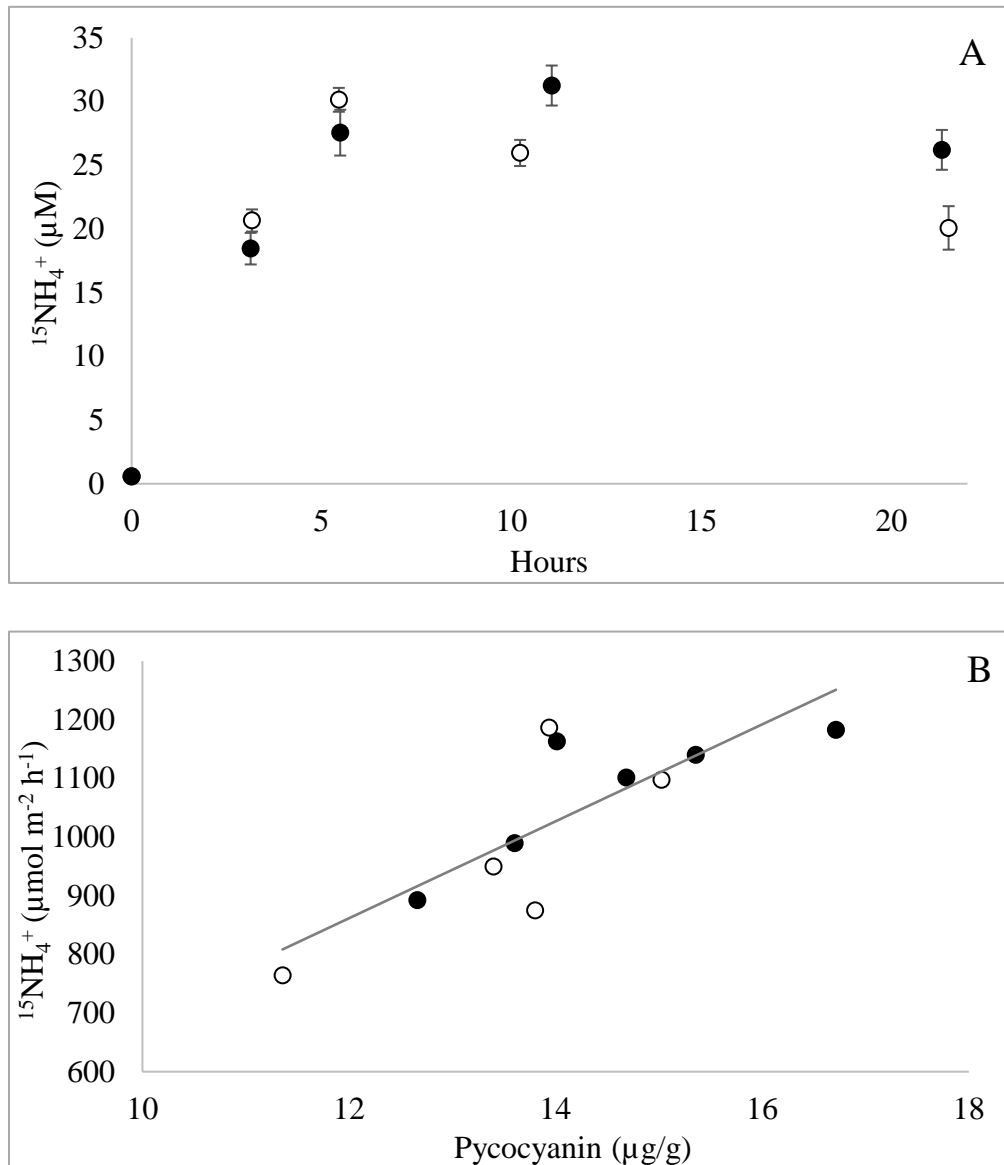 A
35
30
25
20
15
10
5
0
¹⁵NH₄⁺ (µM)
0 5 10 15 20
Hours
B
1300
1200
1100
1000
900
800
700
600
¹⁵NH₄⁺ (µmol m⁻² h⁻¹)
10 12 14 16 18
Pycocyanin (µg/g)